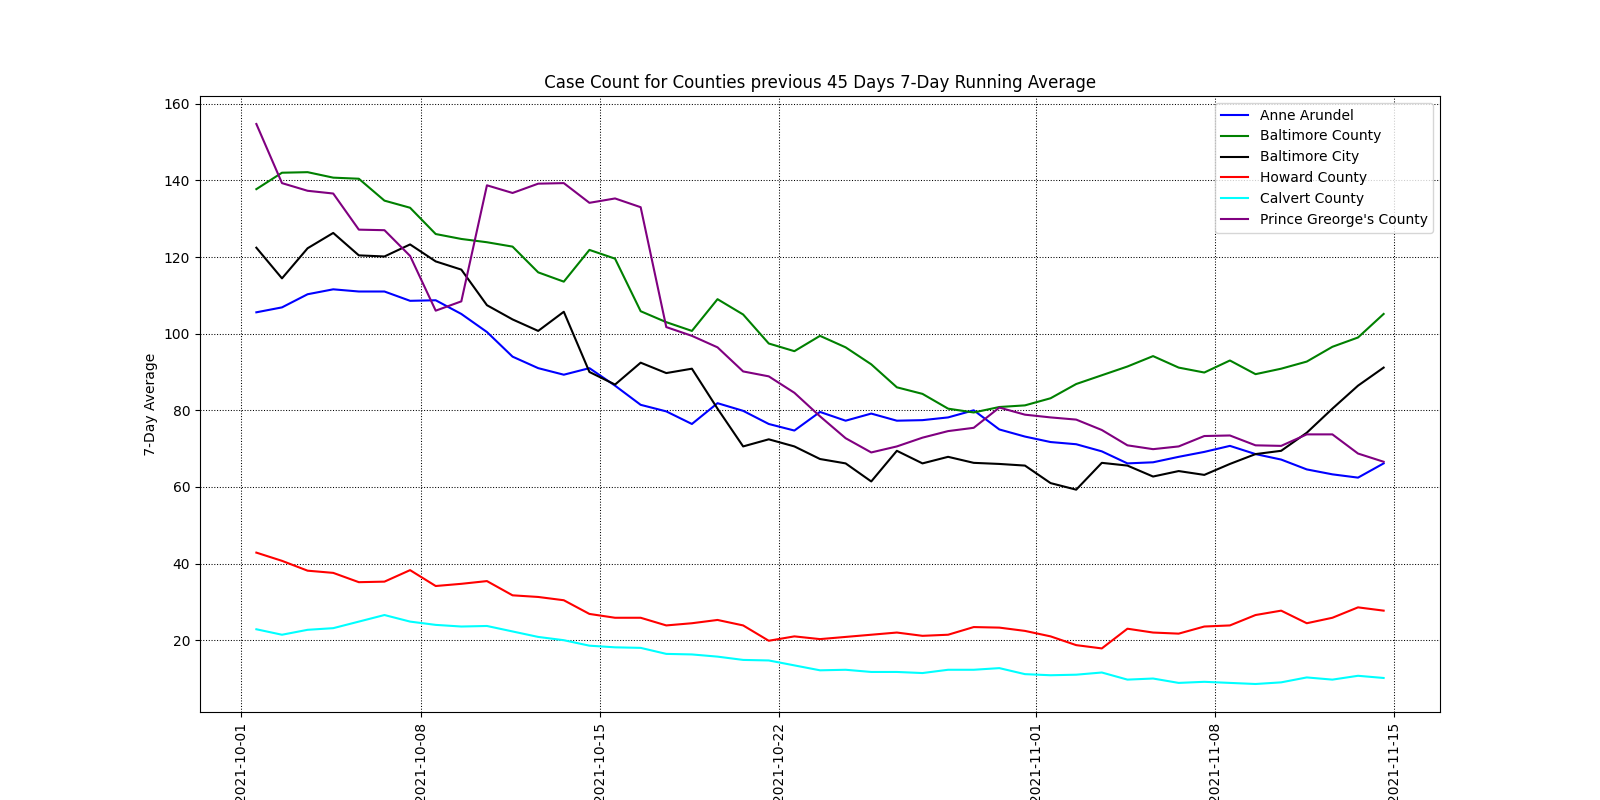 Case Count for Counties previous 45 Days 7-Day Running Average
160
140
120
100
80
60
40
20
7-Day Average
Anne Arundel
Baltimore County
Baltimore City
Howard County
Calvert County
Prince Greorge's County
2021-10-01
2021-10-08
2021-10-15
2021-10-22
2021-11-01
2021-11-08
2021-11-15